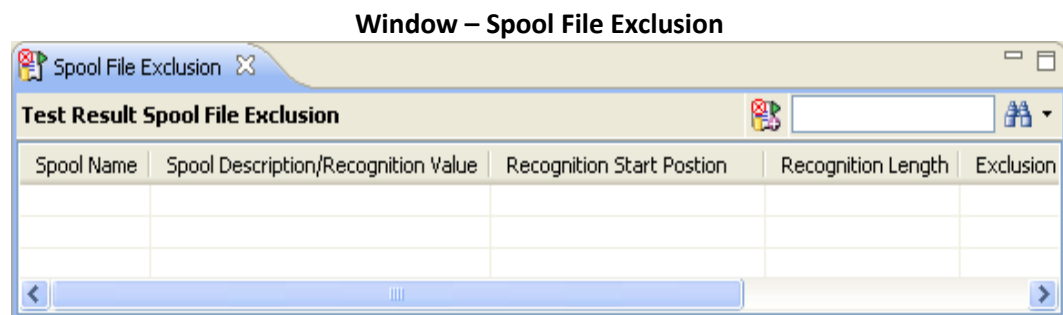 Window – Spool File Exclusion
Spool File Exclusion
Test Result Spool File Exclusion
Spool Name Spool Description/Recognition Value Recognition Start Postion Recognition Length Exclusion